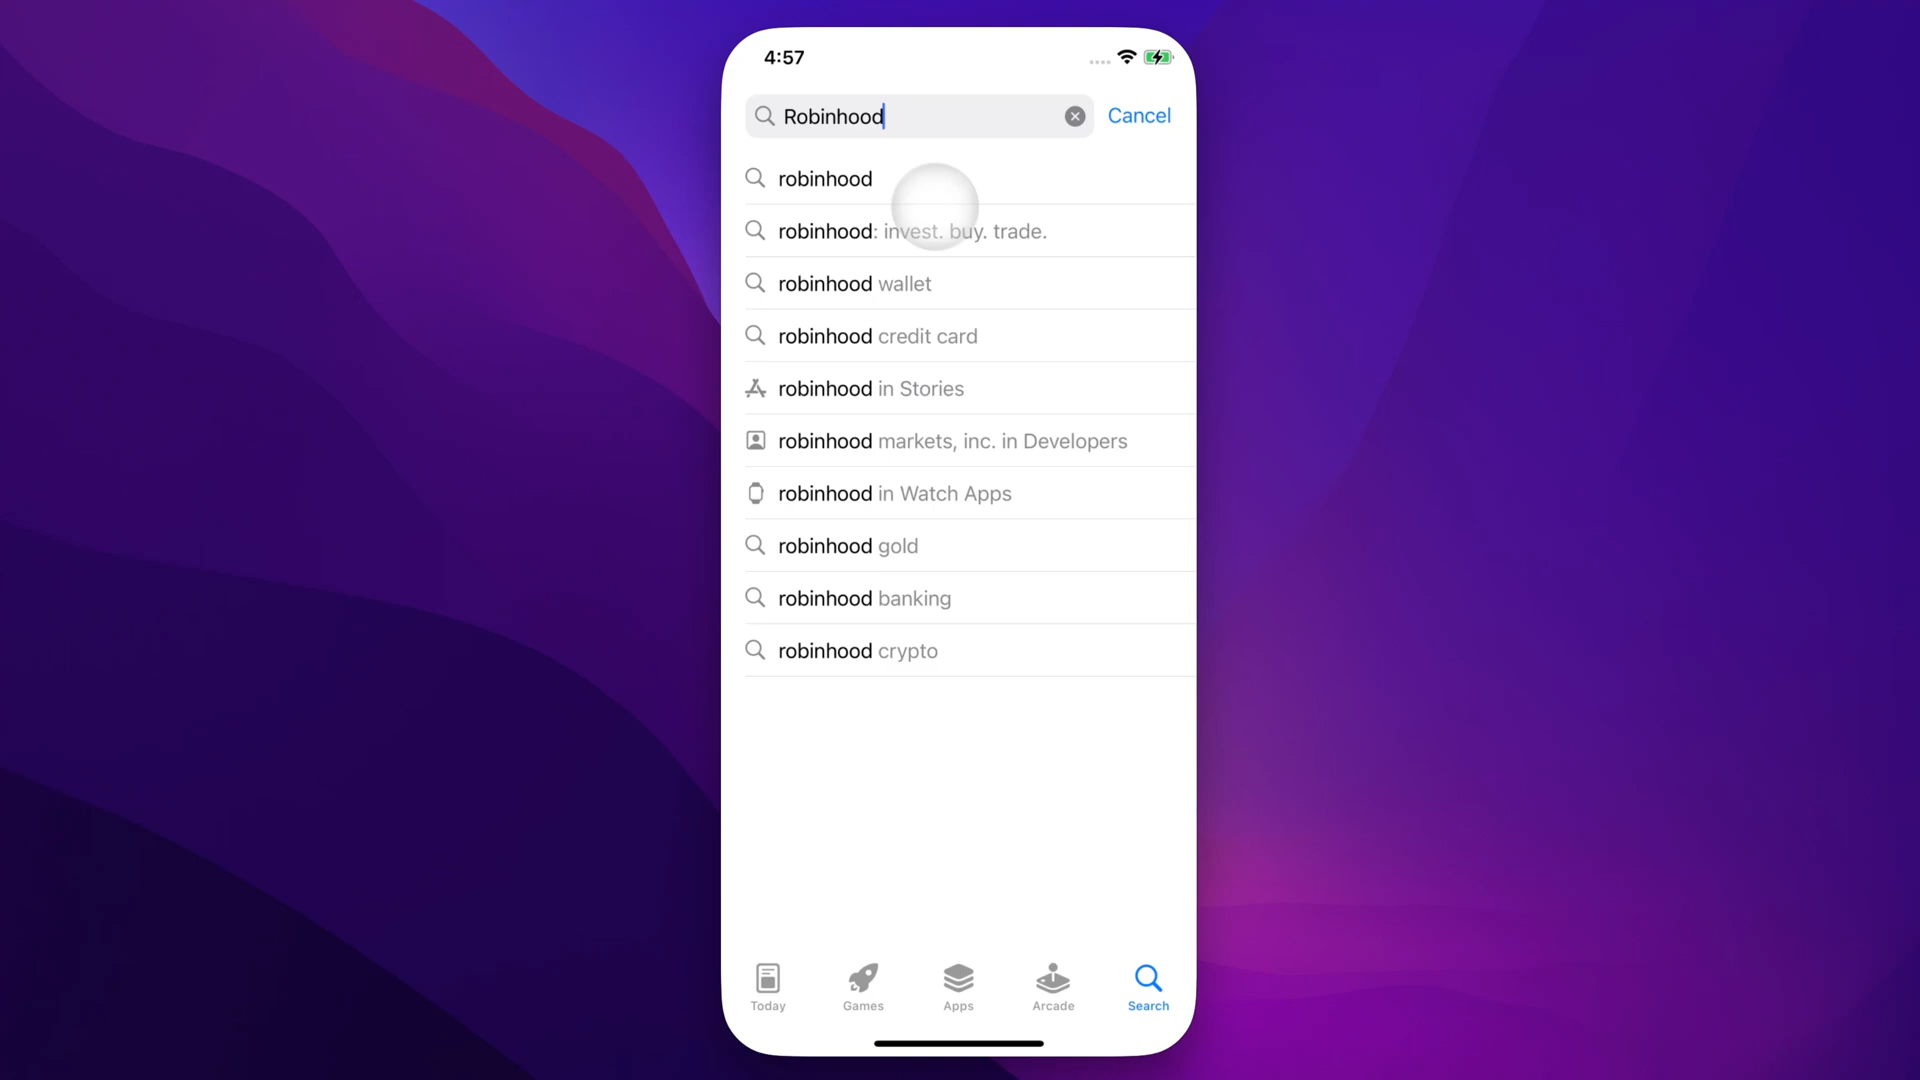 4:57
Robinhood
Cancel
robinhood
robinhood: invest. buy. trade.
robinhood wallet
robinhood credit card
robinhood in Stories
robinhood markets, inc. in Developers
robinhood in Watch Apps
robinhood gold
robinhood banking
robinhood crypto
Today
Games
Apps
Arcade
Search